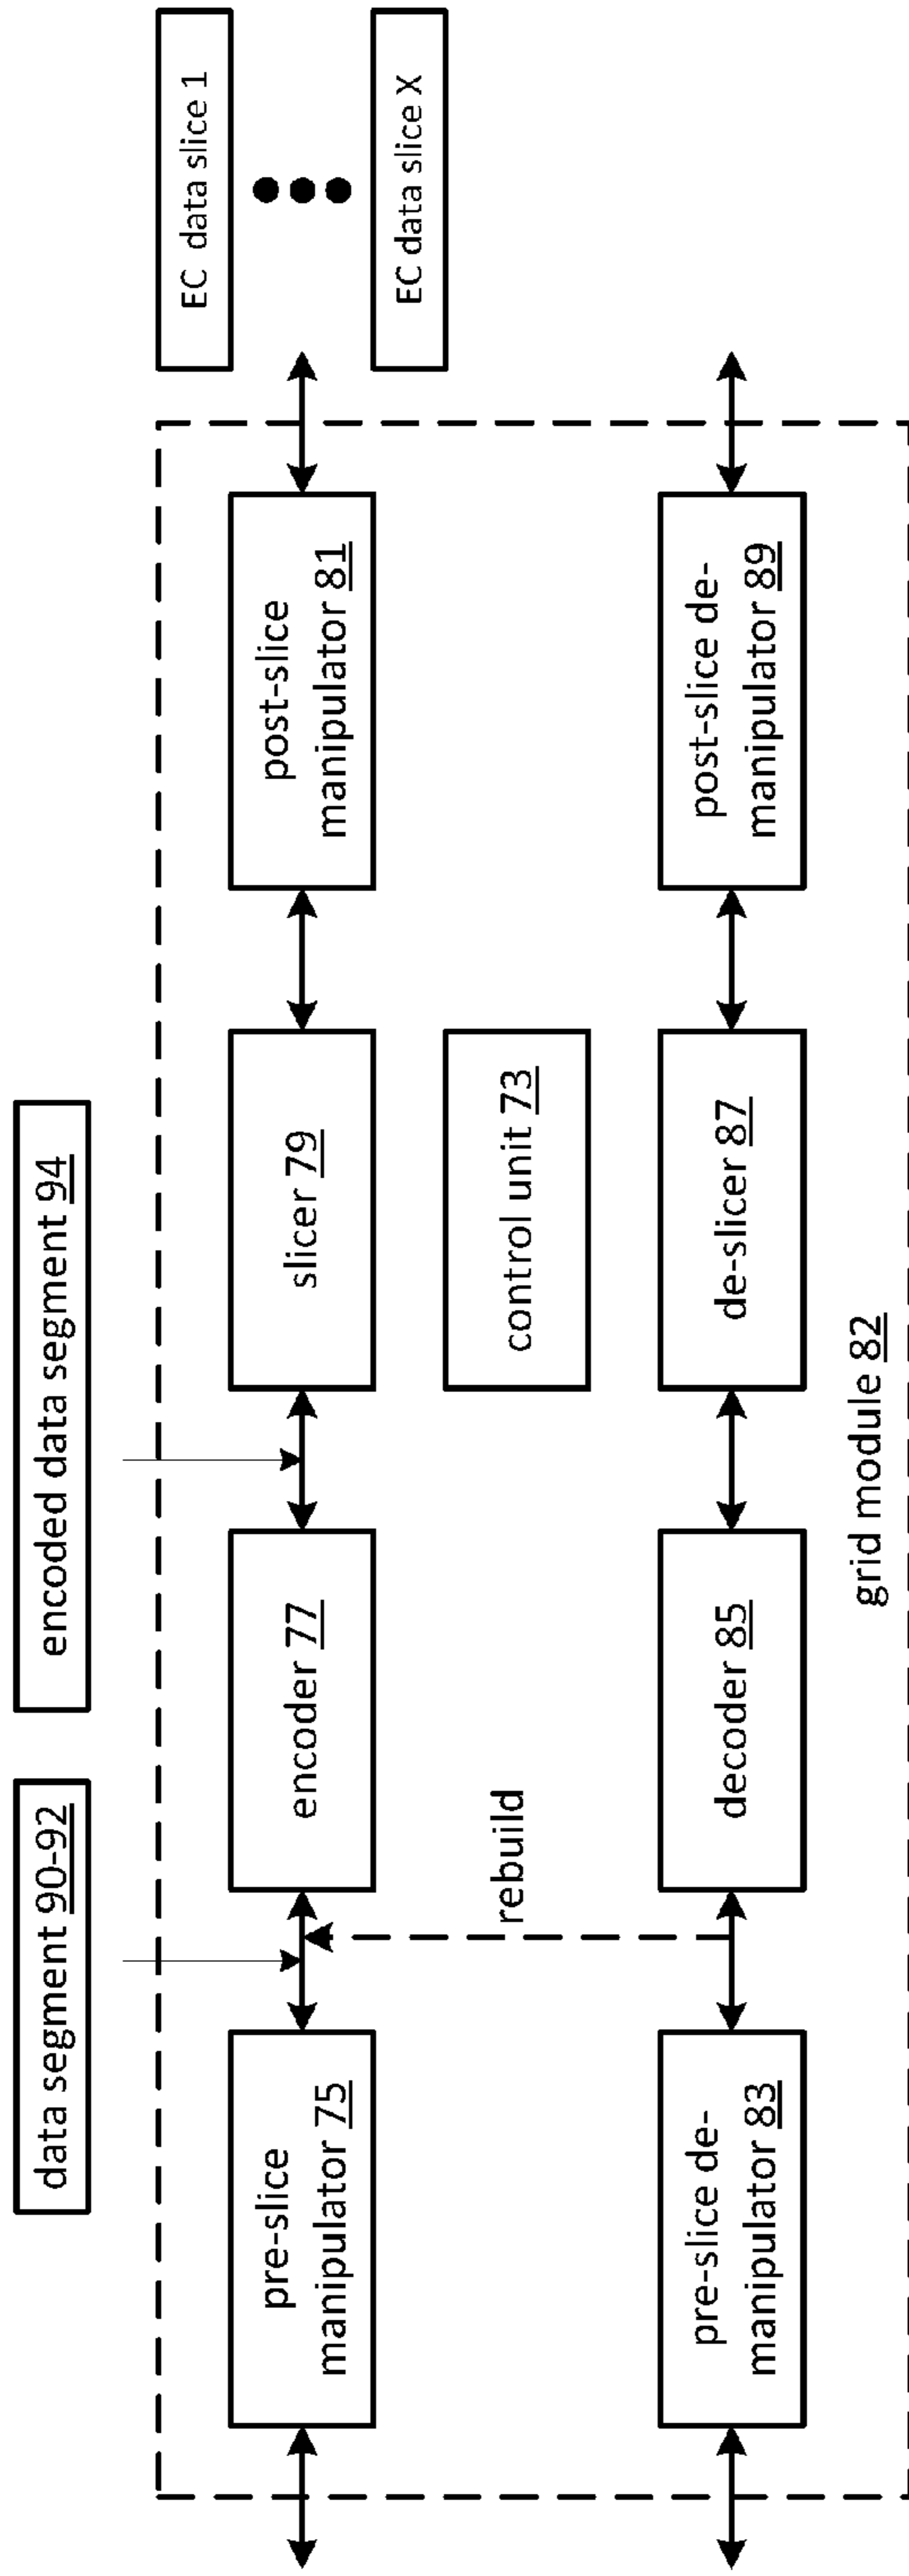 data segment 90-92
encoded data segment 94
EC  data slice 1
EC data slice X
pre-slice
manipulator 75
encoder 77
slicer 79
post-slice
manipulator 81
rebuild
control unit 73
pre-slice de-
manipulator 83
decoder 85
de-slicer 87
post-slice de-
manipulator 89
grid module 82